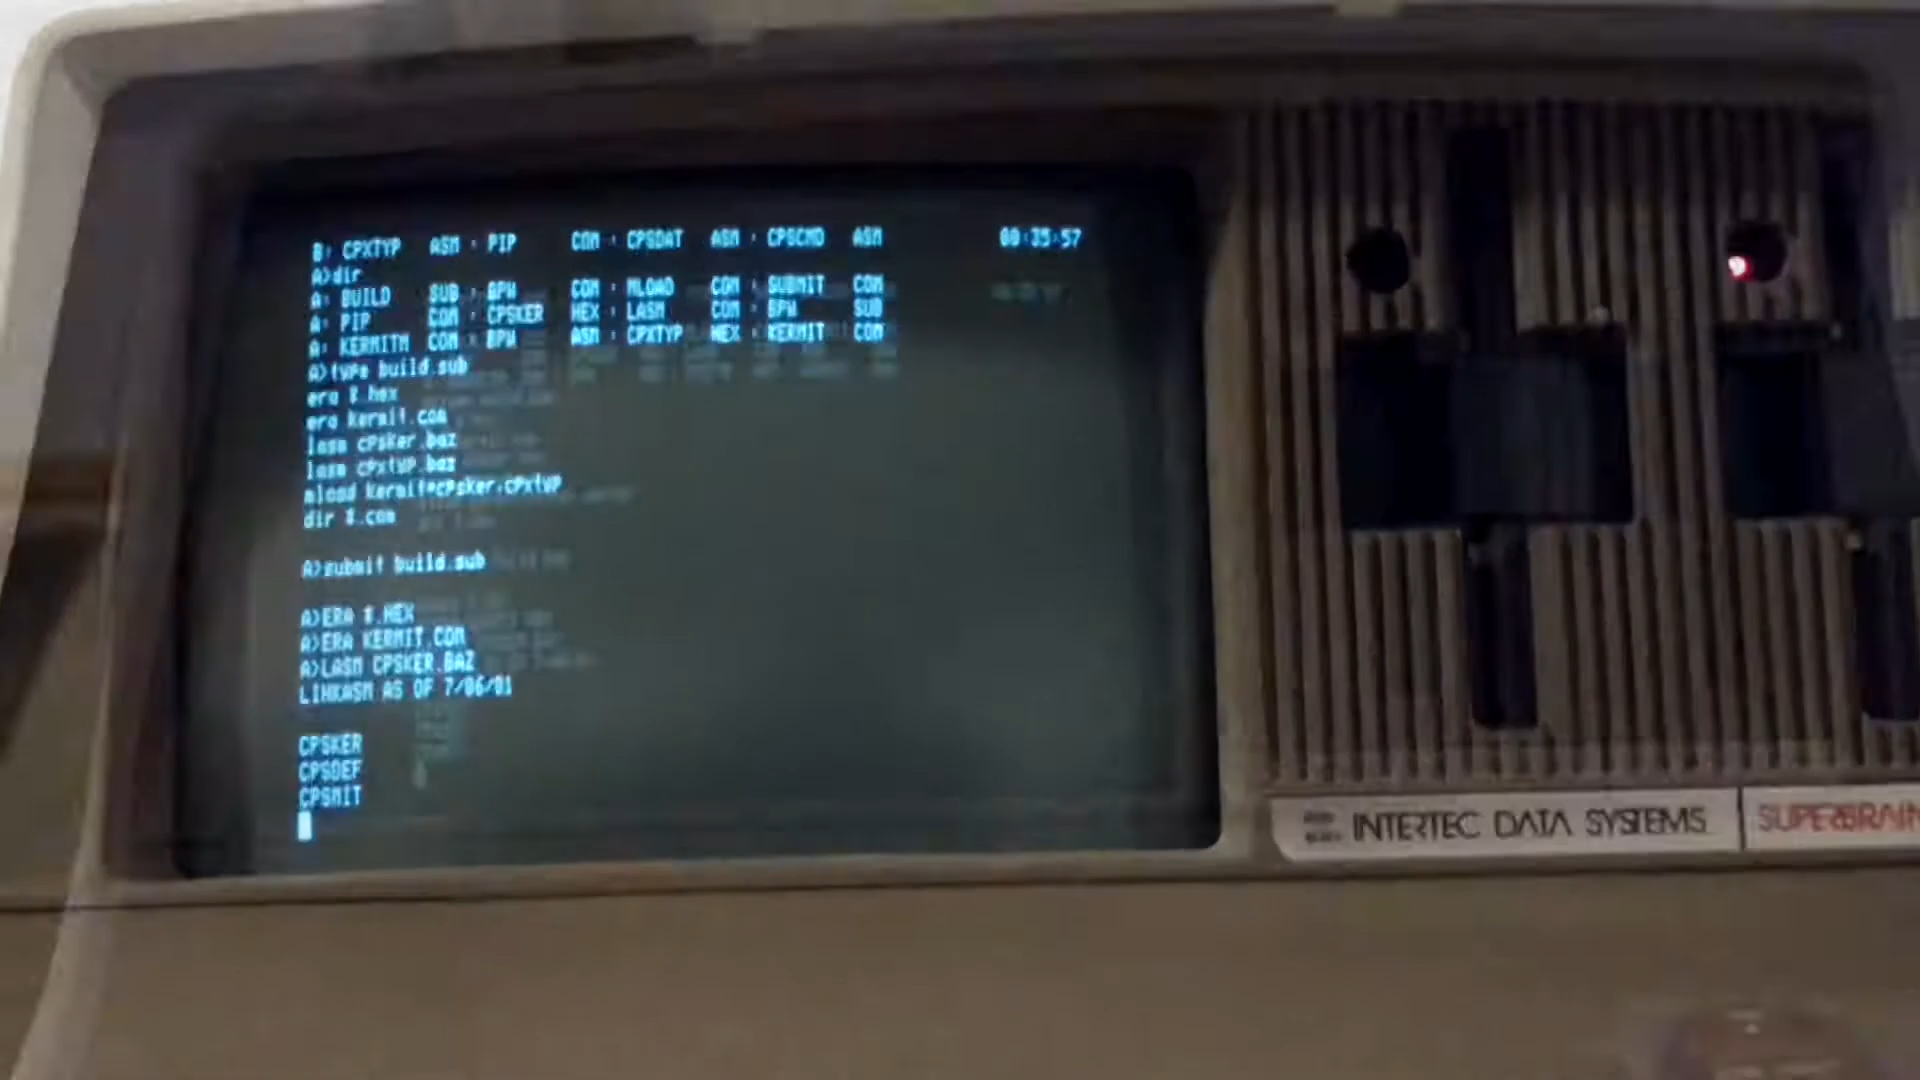 B: CPXTYP ASM : PIP COM : CPSDAT ASM : CPSCMD ASM 00:35:57
A>dir
A: BUILD SUB : BPW COM : MLOAD COM : SUBMIT COM
A: PIP COM : CPSKER HEX : LASM COM : BPW SUB
A: KERMITM COM : BPW ASM : CPXTYP HEX : KERMIT COM
A>type build.sub
era *.hex
era kermit.com
lasm cpsker.baz
lasm cpxtyp.baz
mload kermit=cpsker,cpxtyp
dir *.com
A>submit build.sub
A>ERA *.HEX
A>ERA KERMIT.COM
A>LASM CPSKER.BAZ
LINKASM AS OF 7/06/81
CPSKER
CPSDEF
CPSMIT
INTERTEC DATA SYSTEMS
SUPERBRAIN